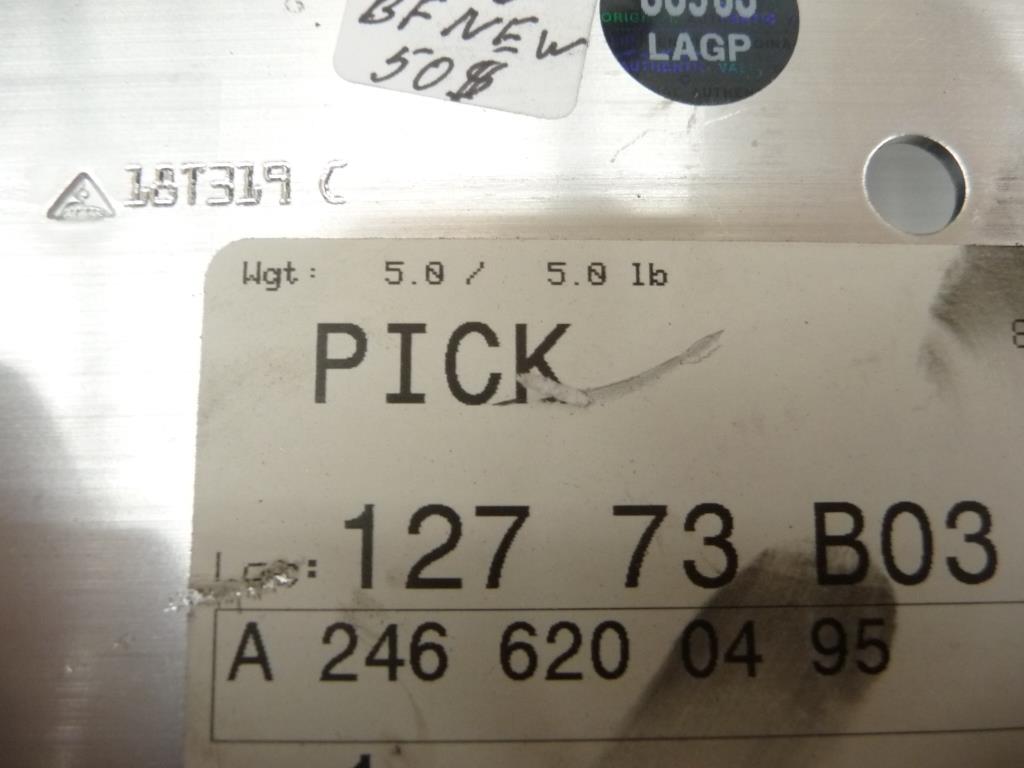 BF NEW
50$
LAGP
18T319 C
Wgt: 5.0 / 5.0 lb
PICK
Loc: 127 73 B03
A 246 620 04 95